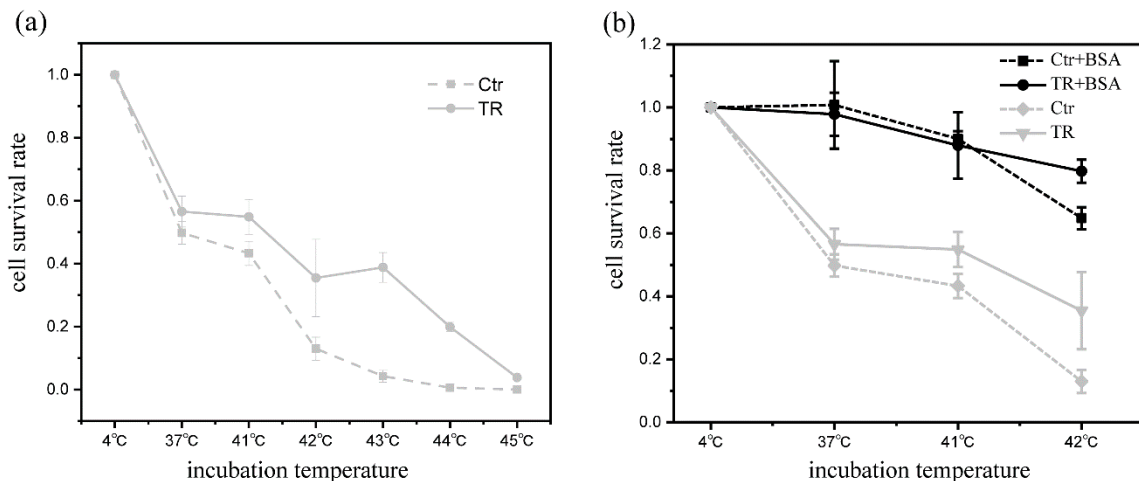 (a)
1.0
0.8
0.6
0.4
0.2
0.0
cell survival rate
Ctr
TR
4℃ 37℃ 41℃ 42℃ 43℃ 44℃ 45℃
incubation temperature
(b)
1.2
1.0
0.8
0.6
0.4
0.2
0.0
cell survival rate
Ctr+BSA
TR+BSA
Ctr
TR
4℃ 37℃ 41℃ 42℃
incubation temperature